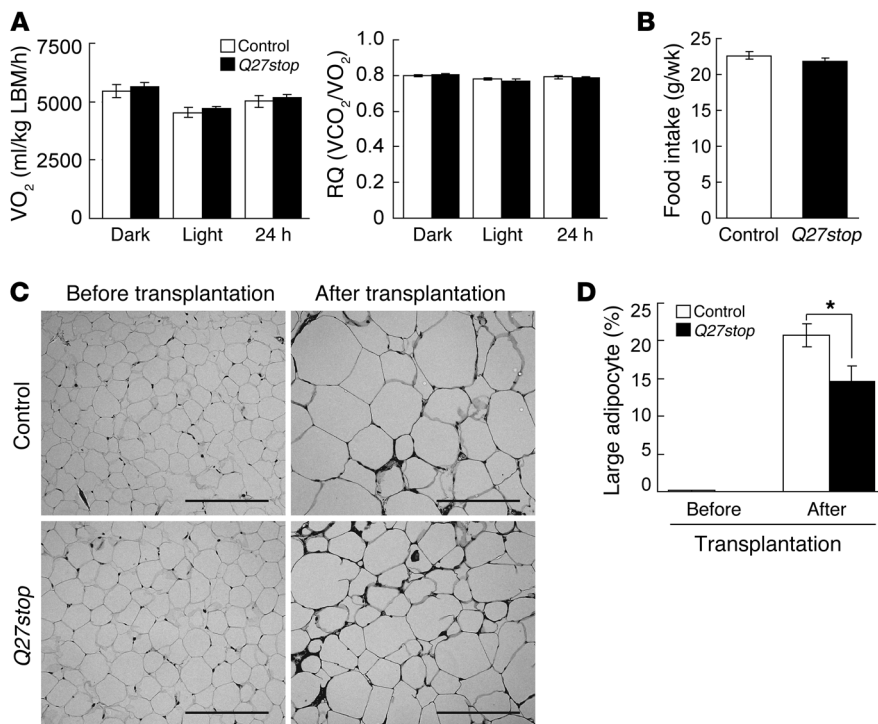 A
VO2 (ml/kg LBM/h)
7500
5000
2500
0
Control
Q27stop
Dark
Light
24 h
RQ (VCO2/VO2)
1.0
0.8
0.6
0.4
0.2
0
Dark
Light
24 h
B
Food intake (g/wk)
25
20
15
10
5
0
Control
Q27stop
C
Before transplantation
After transplantation
Control
Q27stop
D
Large adipocyte (%)
25
20
15
10
5
0
Control
Q27stop
*
Before
After
Transplantation